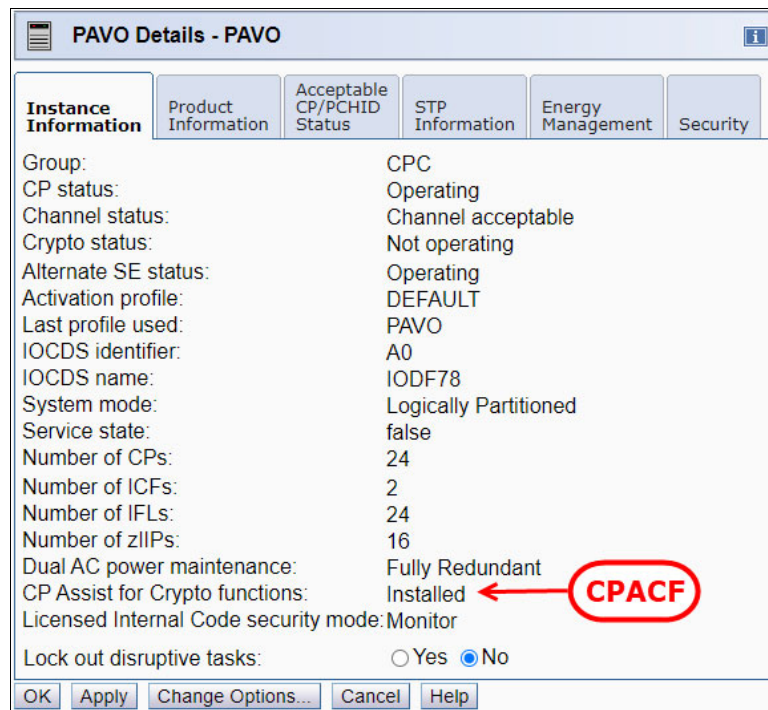 PAVO Details - PAVO
i
Instance Information
Product Information
Acceptable CP/PCHID Status
STP Information
Energy Management
Security
Group: CPC
CP status: Operating
Channel status: Channel acceptable
Crypto status: Not operating
Alternate SE status: Operating
Activation profile: DEFAULT
Last profile used: PAVO
IOCDS identifier: A0
IOCDS name: IODF78
System mode: Logically Partitioned
Service state: false
Number of CPs: 24
Number of ICFs: 2
Number of IFLs: 24
Number of zIIPs: 16
Dual AC power maintenance: Fully Redundant
CP Assist for Crypto functions: Installed CPACF
Licensed Internal Code security mode: Monitor
Lock out disruptive tasks: Yes No
OK Apply Change Options... Cancel Help